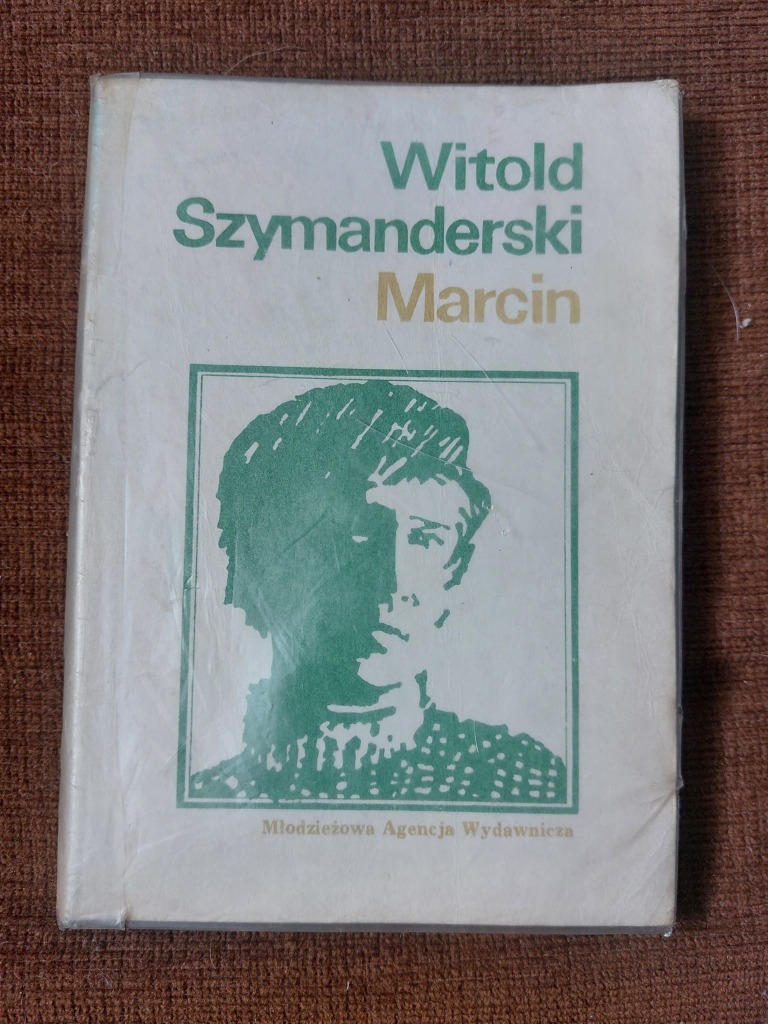 Witold
Szymanderski
Marcin
Młodzieżowa Agencja Wydawnicza